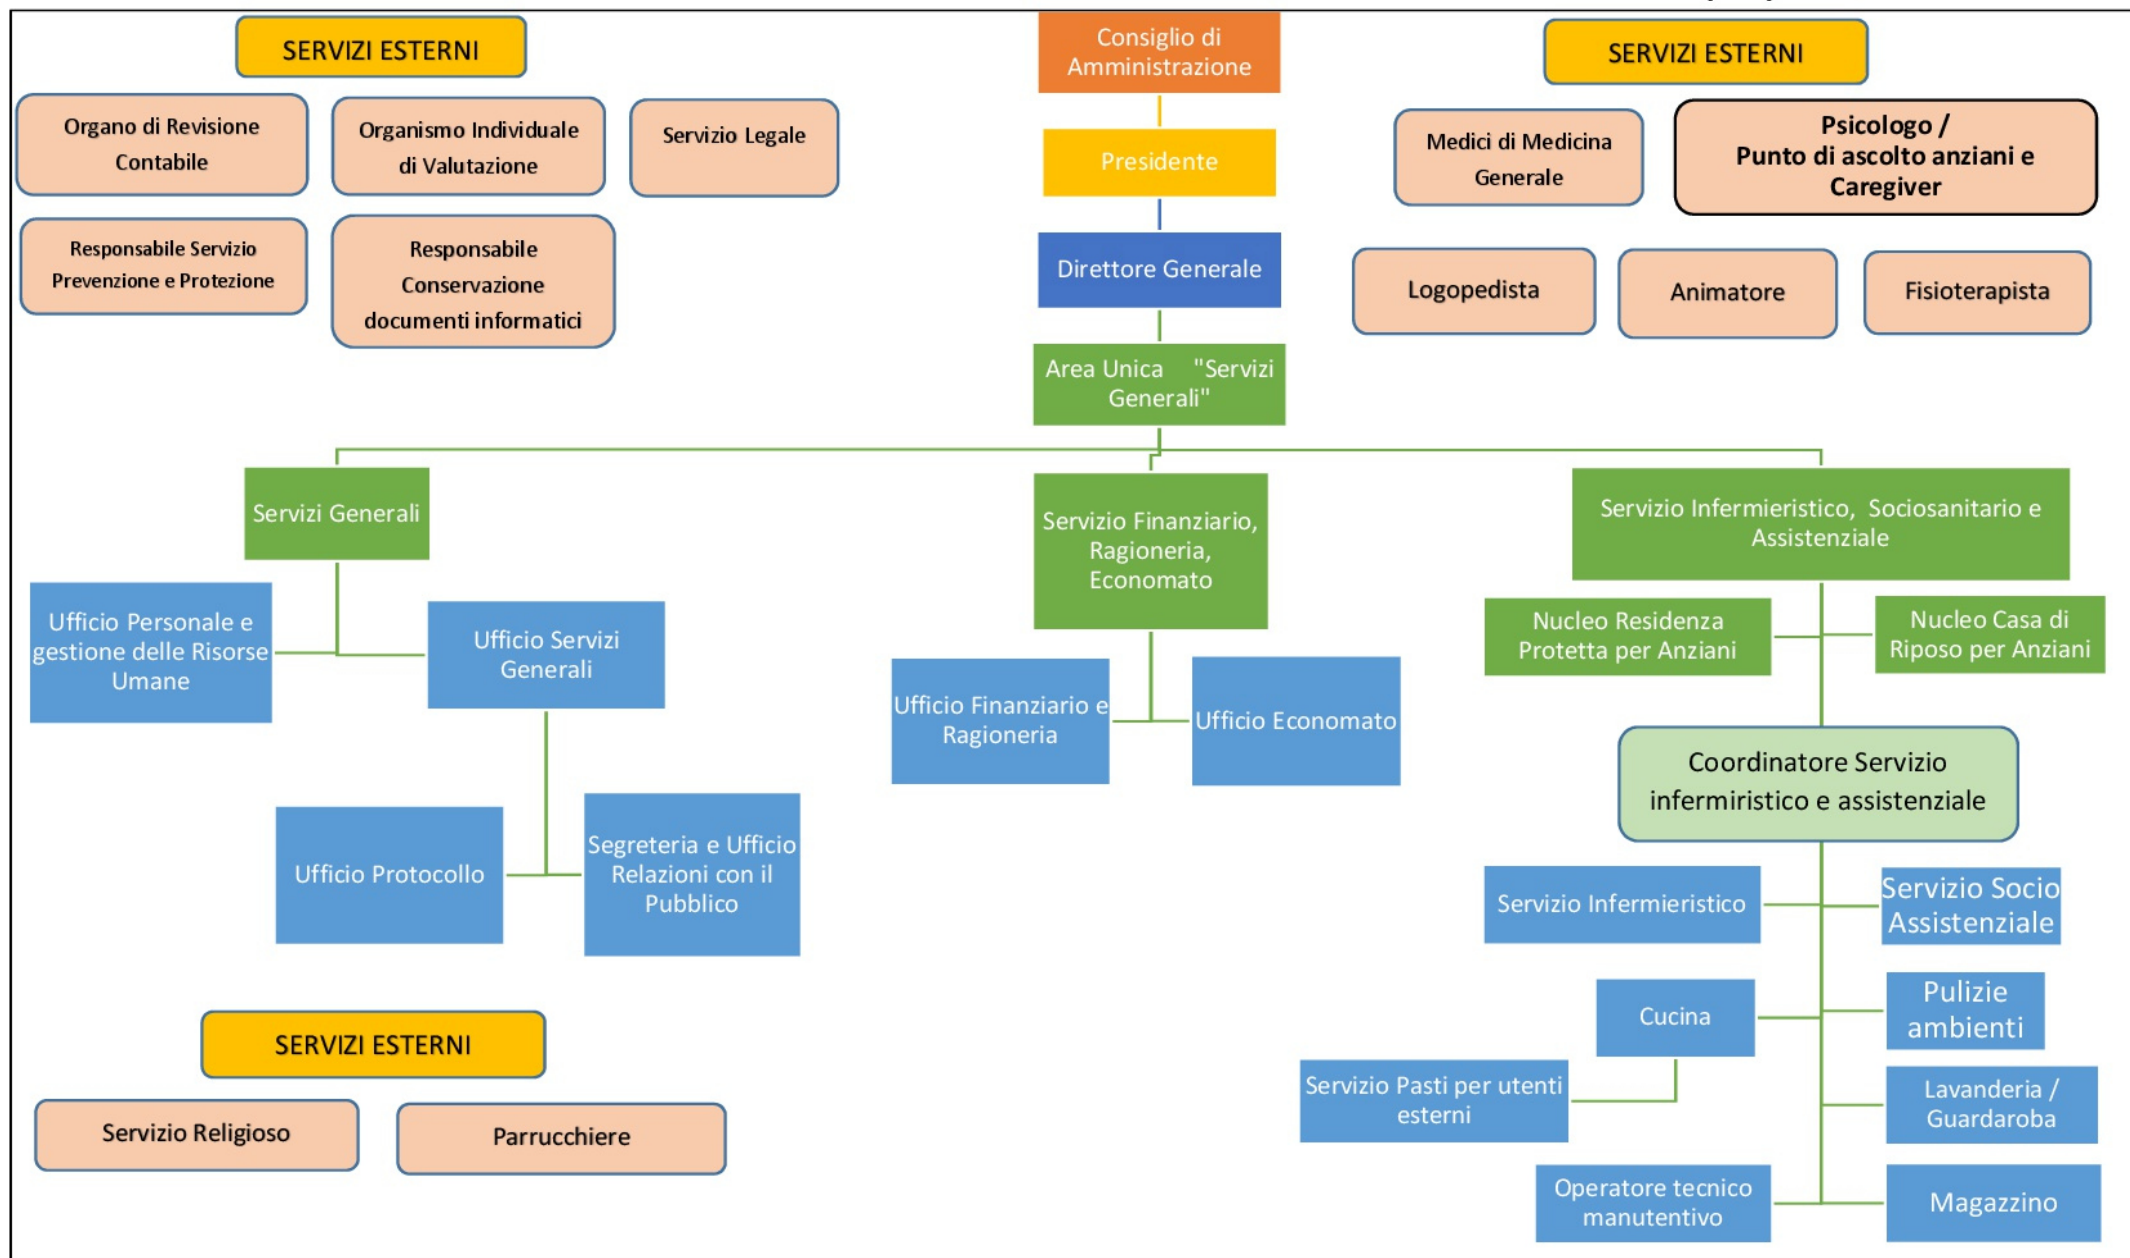 SERVIZI ESTERNI
Organo di Revisione
Contabile
Organismo Individuale
di Valutazione
Servizio Legale
Responsabile Servizio
Prevenzione e Protezione
Responsabile
Conservazione
documenti informatici
Consiglio di
Amministrazione
Presidente
Direttore Generale
Area Unica "Servizi
Generali"
SERVIZI ESTERNI
Medici di Medicina
Generale
Psicologo /
Punto di ascolto anziani e
Caregiver
Logopedista
Animatore
Fisioterapista
Servizi Generali
Ufficio Personale e
gestione delle Risorse
Umane
Ufficio Servizi
Generali
Ufficio Protocollo
Segreteria e Ufficio
Relazioni con il
Pubblico
Servizio Finanziario,
Ragioneria,
Economato
Ufficio Finanziario e
Ragioneria
Ufficio Economato
Servizio Infermieristico, Sociosanitario e
Assistenziale
Nucleo Residenza
Protetta per Anziani
Nucleo Casa di
Riposo per Anziani
Coordinatore Servizio
infermiristico e assistenziale
Servizio Infermieristico
Servizio Socio
Assistenziale
Cucina
Pulizie
ambienti
Servizio Pasti per utenti
esterni
Lavanderia /
Guardaroba
Operatore tecnico
manutentivo
Magazzino
SERVIZI ESTERNI
Servizio Religioso
Parrucchiere